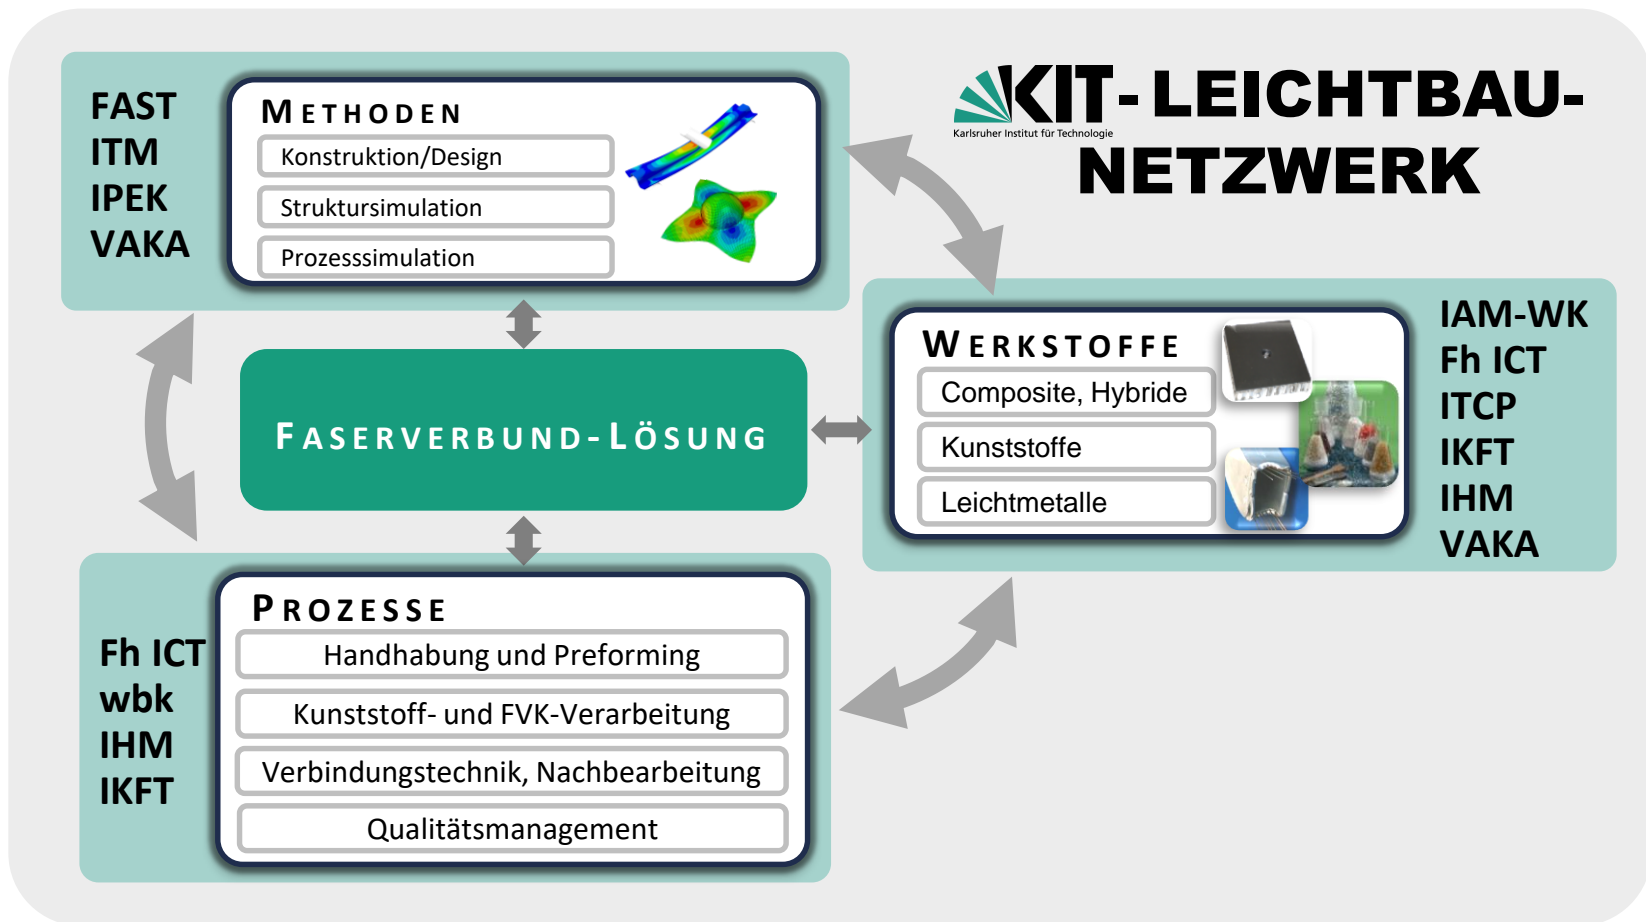 KIT - LEICHTBAU-
Karlsruher Institut für Technologie
NETZWERK
FAST
ITM
IPEK
VAKA
METHODEN
Konstruktion/Design
Struktursimulation
Prozesssimulation
FASERVERBUND-LÖSUNG
WERKSTOFFE
Composite, Hybride
Kunststoffe
Leichtmetalle
IAM-WK
Fh ICT
ITCP
IKFT
IHM
VAKA
Fh ICT
wbk
IHM
IKFT
PROZESSE
Handhabung und Preforming
Kunststoff- und FVK-Verarbeitung
Verbindungstechnik, Nachbearbeitung
Qualitätsmanagement